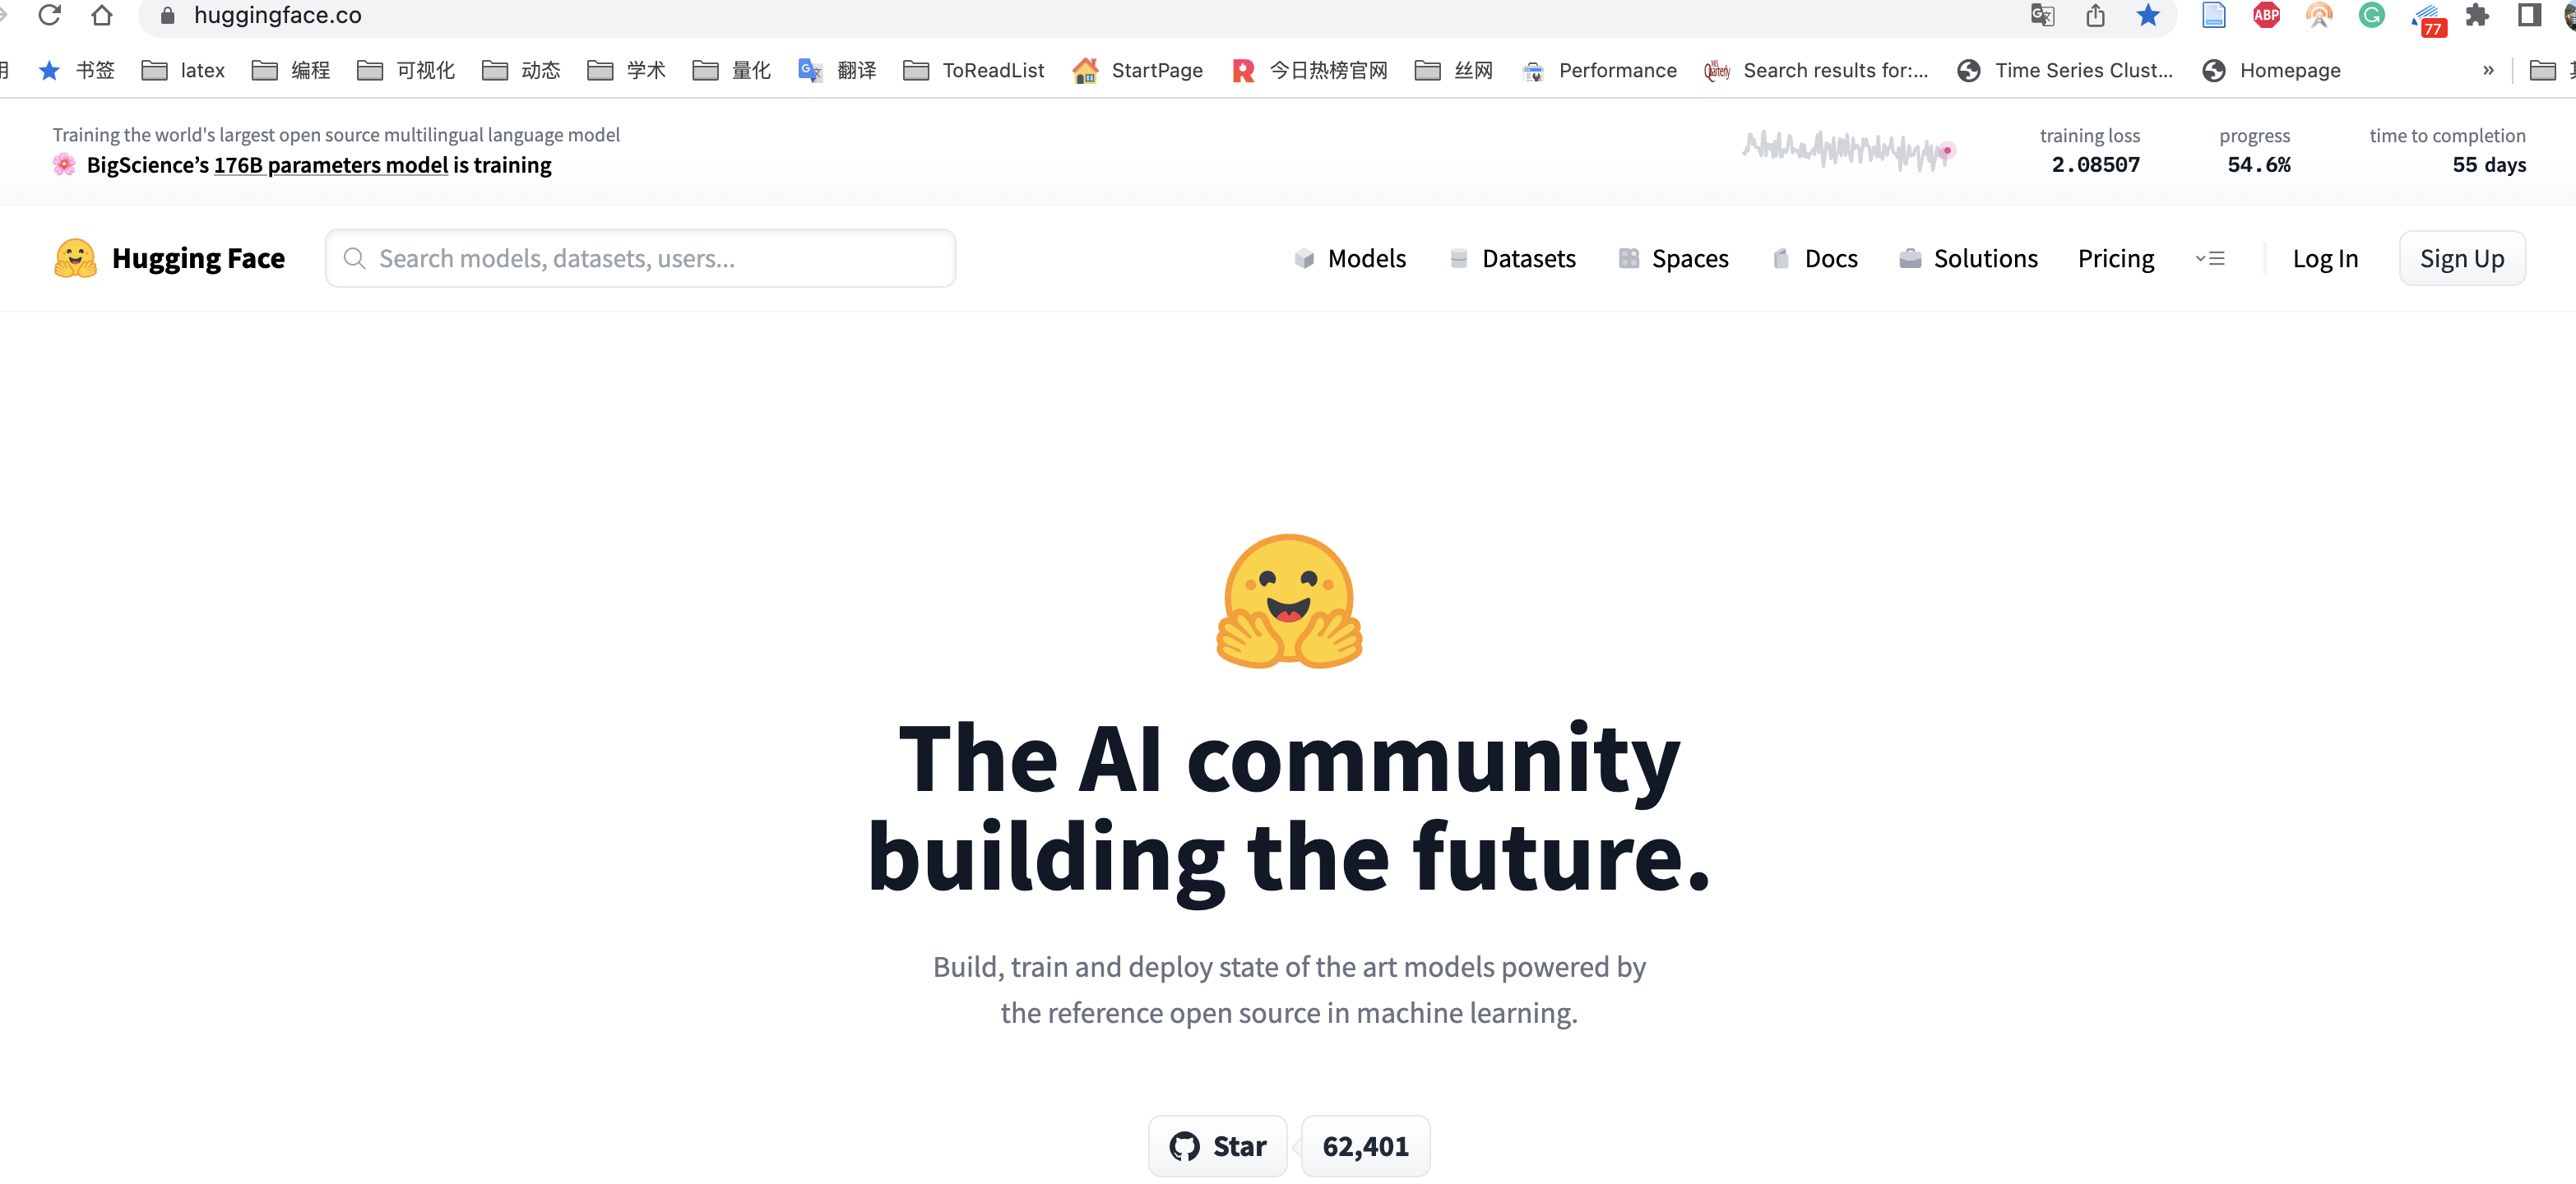 huggingface.co
77
书签 latex 编程 可视化 动态 学术 量化 翻译 ToReadList StartPage 今日热榜官网 丝网 Performance Search results for:... Time Series Clust... Homepage »
Training the world's largest open source multilingual language model
🌸 BigScience’s 176B parameters model is training
training loss progress time to completion
2.08507 54.6% 55 days
Hugging Face Search models, datasets, users... Models Datasets Spaces Docs Solutions Pricing Log In Sign Up
The AI community
building the future.
Build, train and deploy state of the art models powered by
the reference open source in machine learning.
Star 62,401